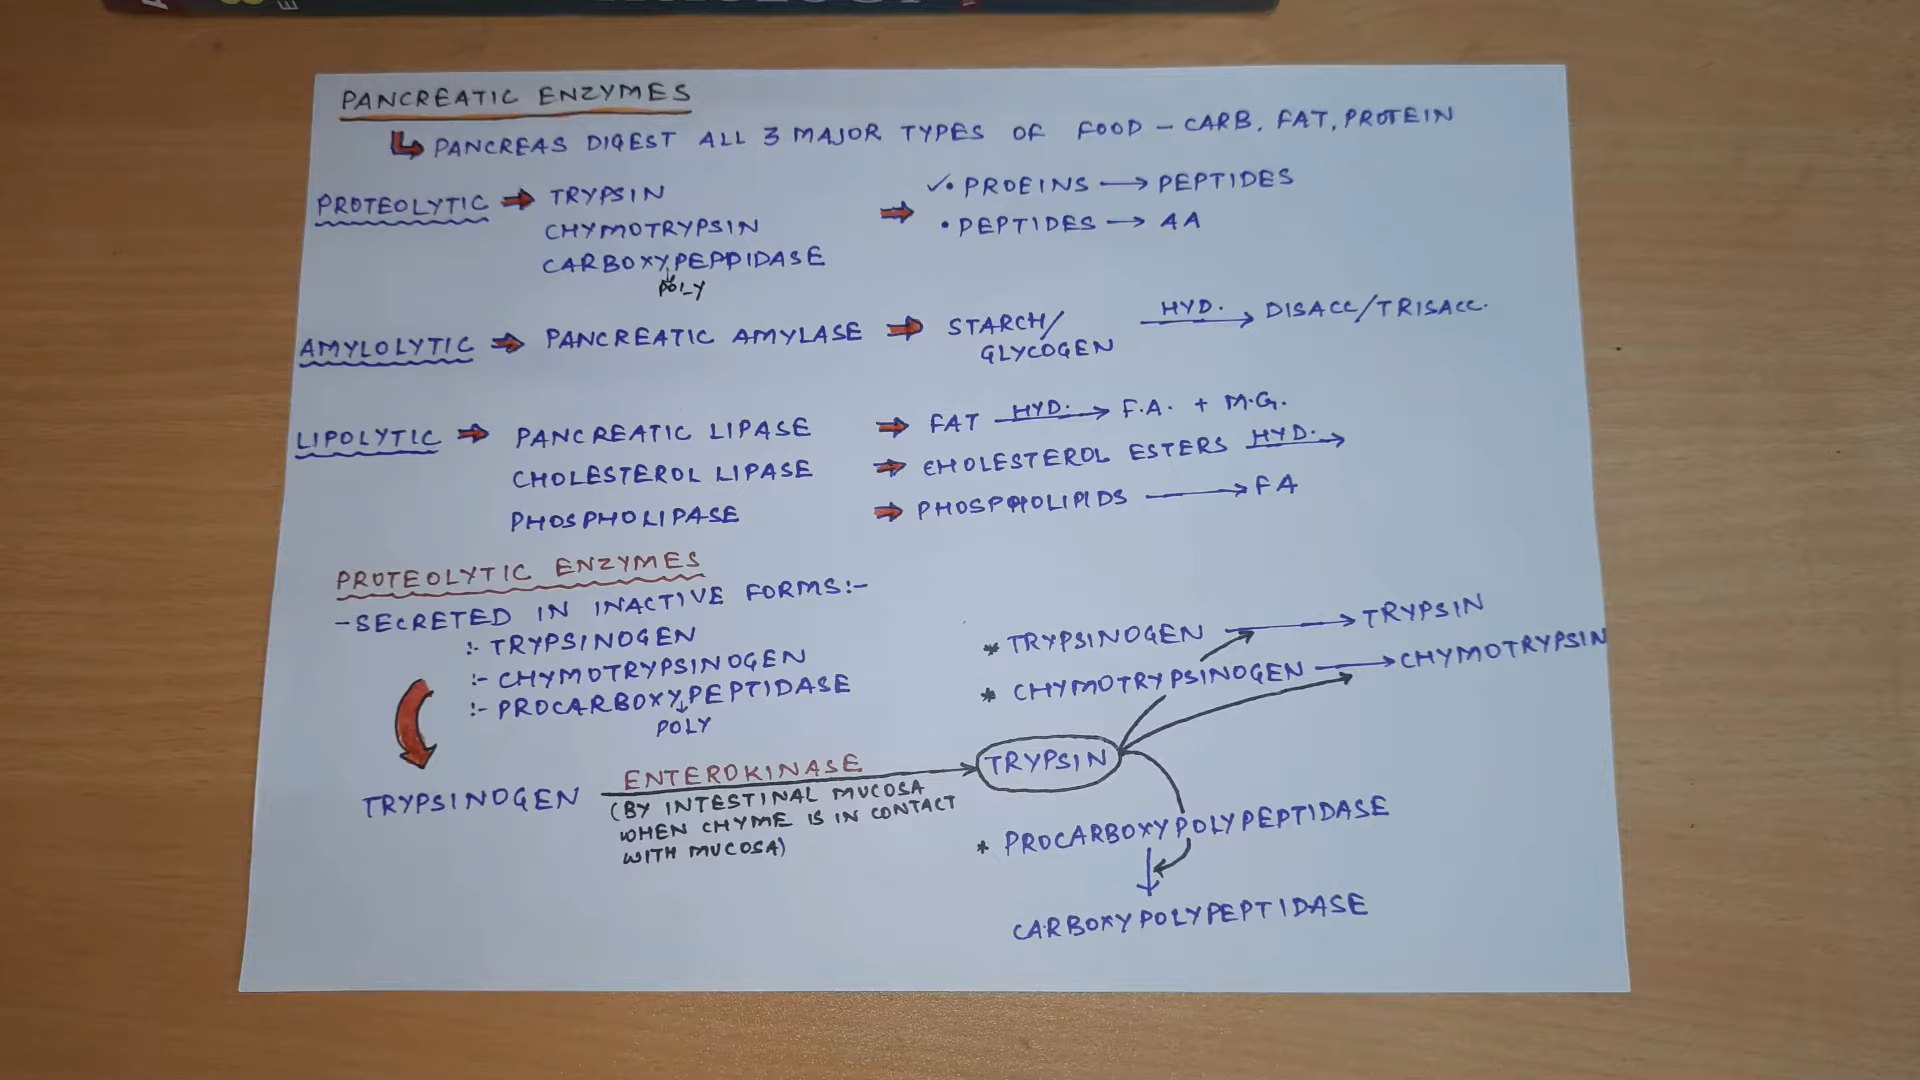 PANCREATIC ENZYMES
PANCREAS DIGEST ALL 3 MAJOR TYPES OF FOOD - CARB, FAT, PROTEIN
PROTEOLYTIC → TRYPSIN
CHYMOTRYPSIN
CARBOXYPEPDIDASE
POLY
⇒ ✓• PROEINS → PEPTIDES
• PEPTIDES → AA
AMYLOLYTIC ⇒ PANCREATIC AMYLASE ⇒ STARCH/ GLYCOGEN HYD. → DISACC/TRISACC.
LIPOLYTIC ⇒ PANCREATIC LIPASE ⇒ FAT HYD. → F.A. + M.G.
CHOLESTEROL LIPASE ⇒ CHOLESTEROL ESTERS HYD. →
PHOSPHOLIPASE ⇒ PHOSPHOLIPIDS → FA
PROTEOLYTIC ENZYMES
- SECRETED IN INACTIVE FORMS:-
:- TRYPSINOGEN
:- CHYMOTRYPSINOGEN
:- PROCARBOXYPEPTIDASE
POLY
TRYPSINOGEN ENTEROKINASE → TRYPSIN
(BY INTESTINAL MUCOSA
WHEN CHYME IS IN CONTACT
WITH MUCOSA)
* TRYPSINOGEN → TRYPSIN
* CHYMOTRYPSINOGEN → CHYMOTRYPSIN
* PROCARBOXYPOLYPEPTIDASE
↓
CARBOXYPOLYPEPTIDASE